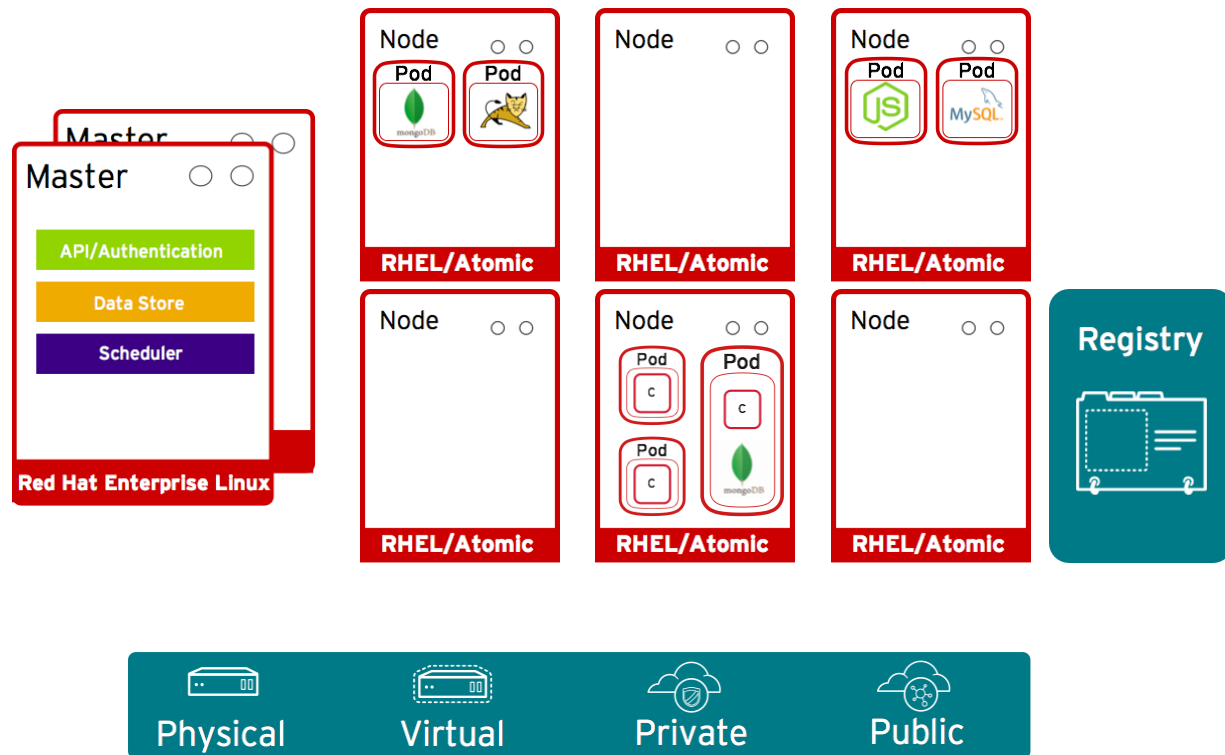 Master
Master
API/Authentication
Data Store
Scheduler
Red Hat Enterprise Linux
Node
Pod
mongoDB
Pod
RHEL/Atomic
Node
RHEL/Atomic
Node
Pod
JS
Pod
MySQL
RHEL/Atomic
Node
RHEL/Atomic
Node
Pod
c
Pod
c
Pod
c
mongoDB
RHEL/Atomic
Node
RHEL/Atomic
Registry
Physical
Virtual
Private
Public